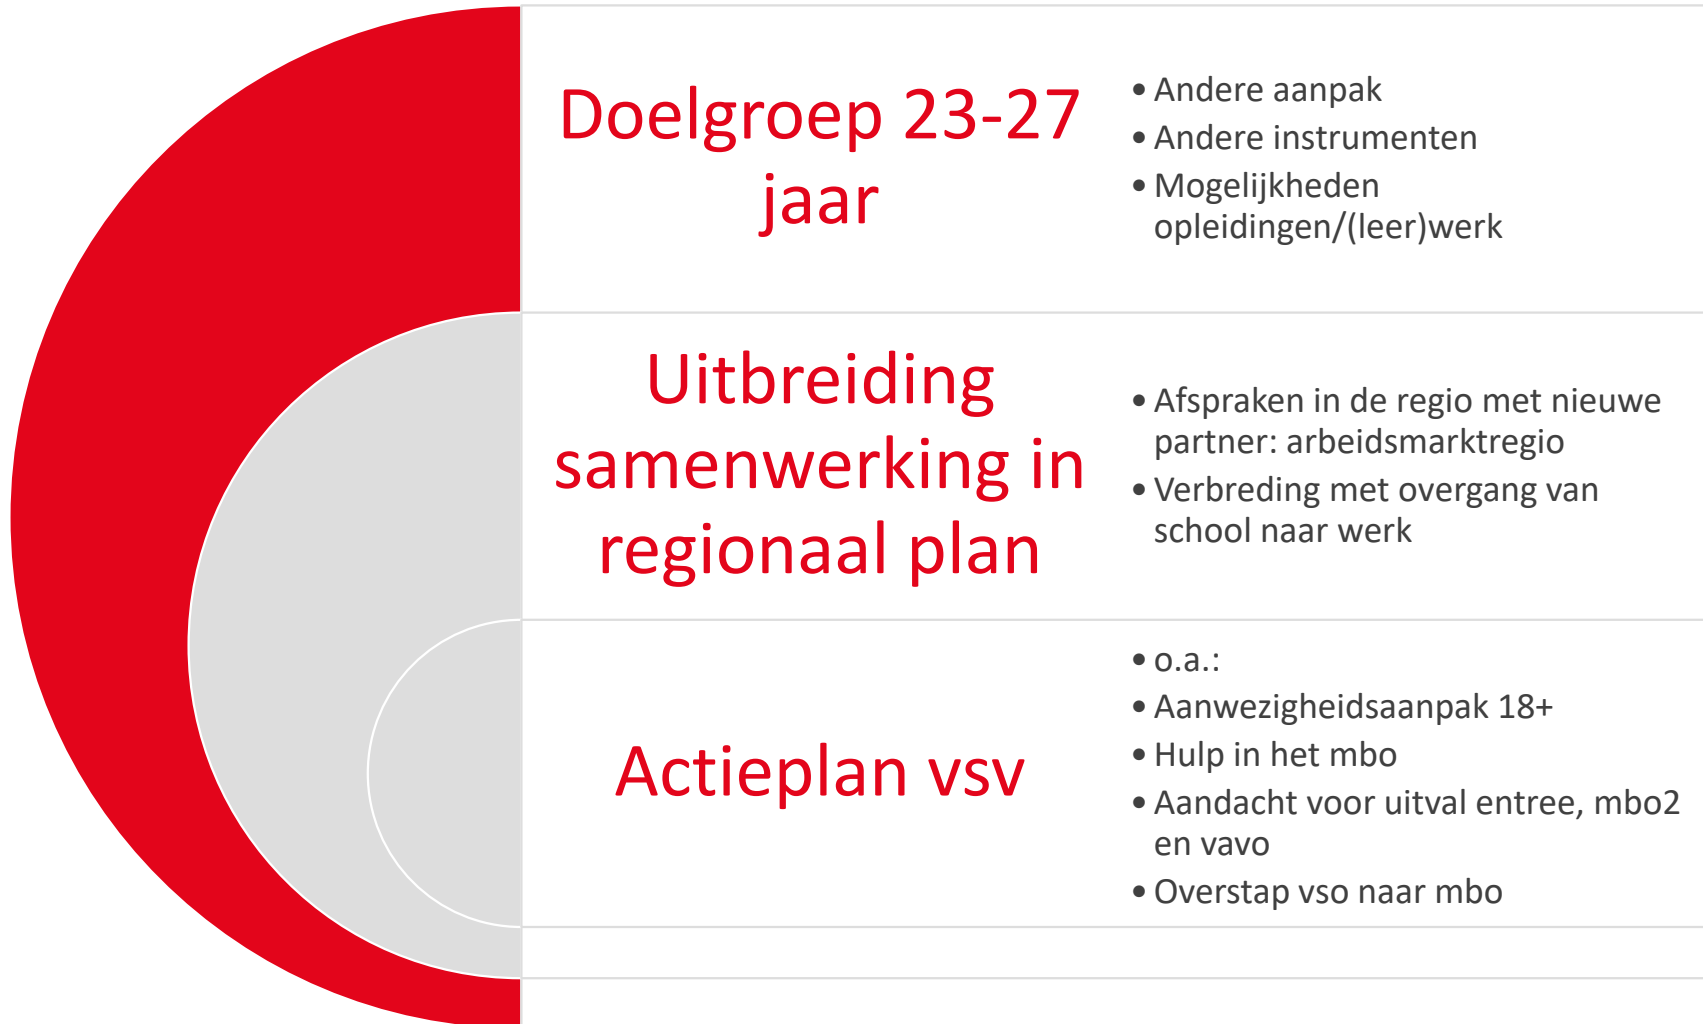 Doelgroep 23-27
jaar
• Andere aanpak
• Andere instrumenten
• Mogelijkheden
opleidingen/(leer)werk
Uitbreiding
samenwerking in
regionaal plan
• Afspraken in de regio met nieuwe
partner: arbeidsmarktregio
• Verbreding met overgang van
school naar werk
Actieplan vsv
• o.a.:
• Aanwezigheidsaanpak 18+
• Hulp in het mbo
• Aandacht voor uitval entree, mbo2
en vavo
• Overstap vso naar mbo